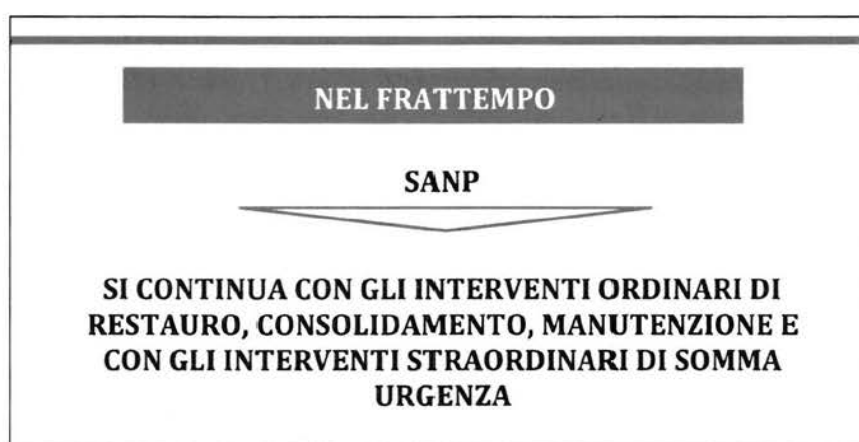 NEL FRATTEMPO
SANP
SI CONTINUA CON GLI INTERVENTI ORDINARI DI
RESTAURO, CONSOLIDAMENTO, MANUTENZIONE E
CON GLI INTERVENTI STRAORDINARI DI SOMMA
URGENZA